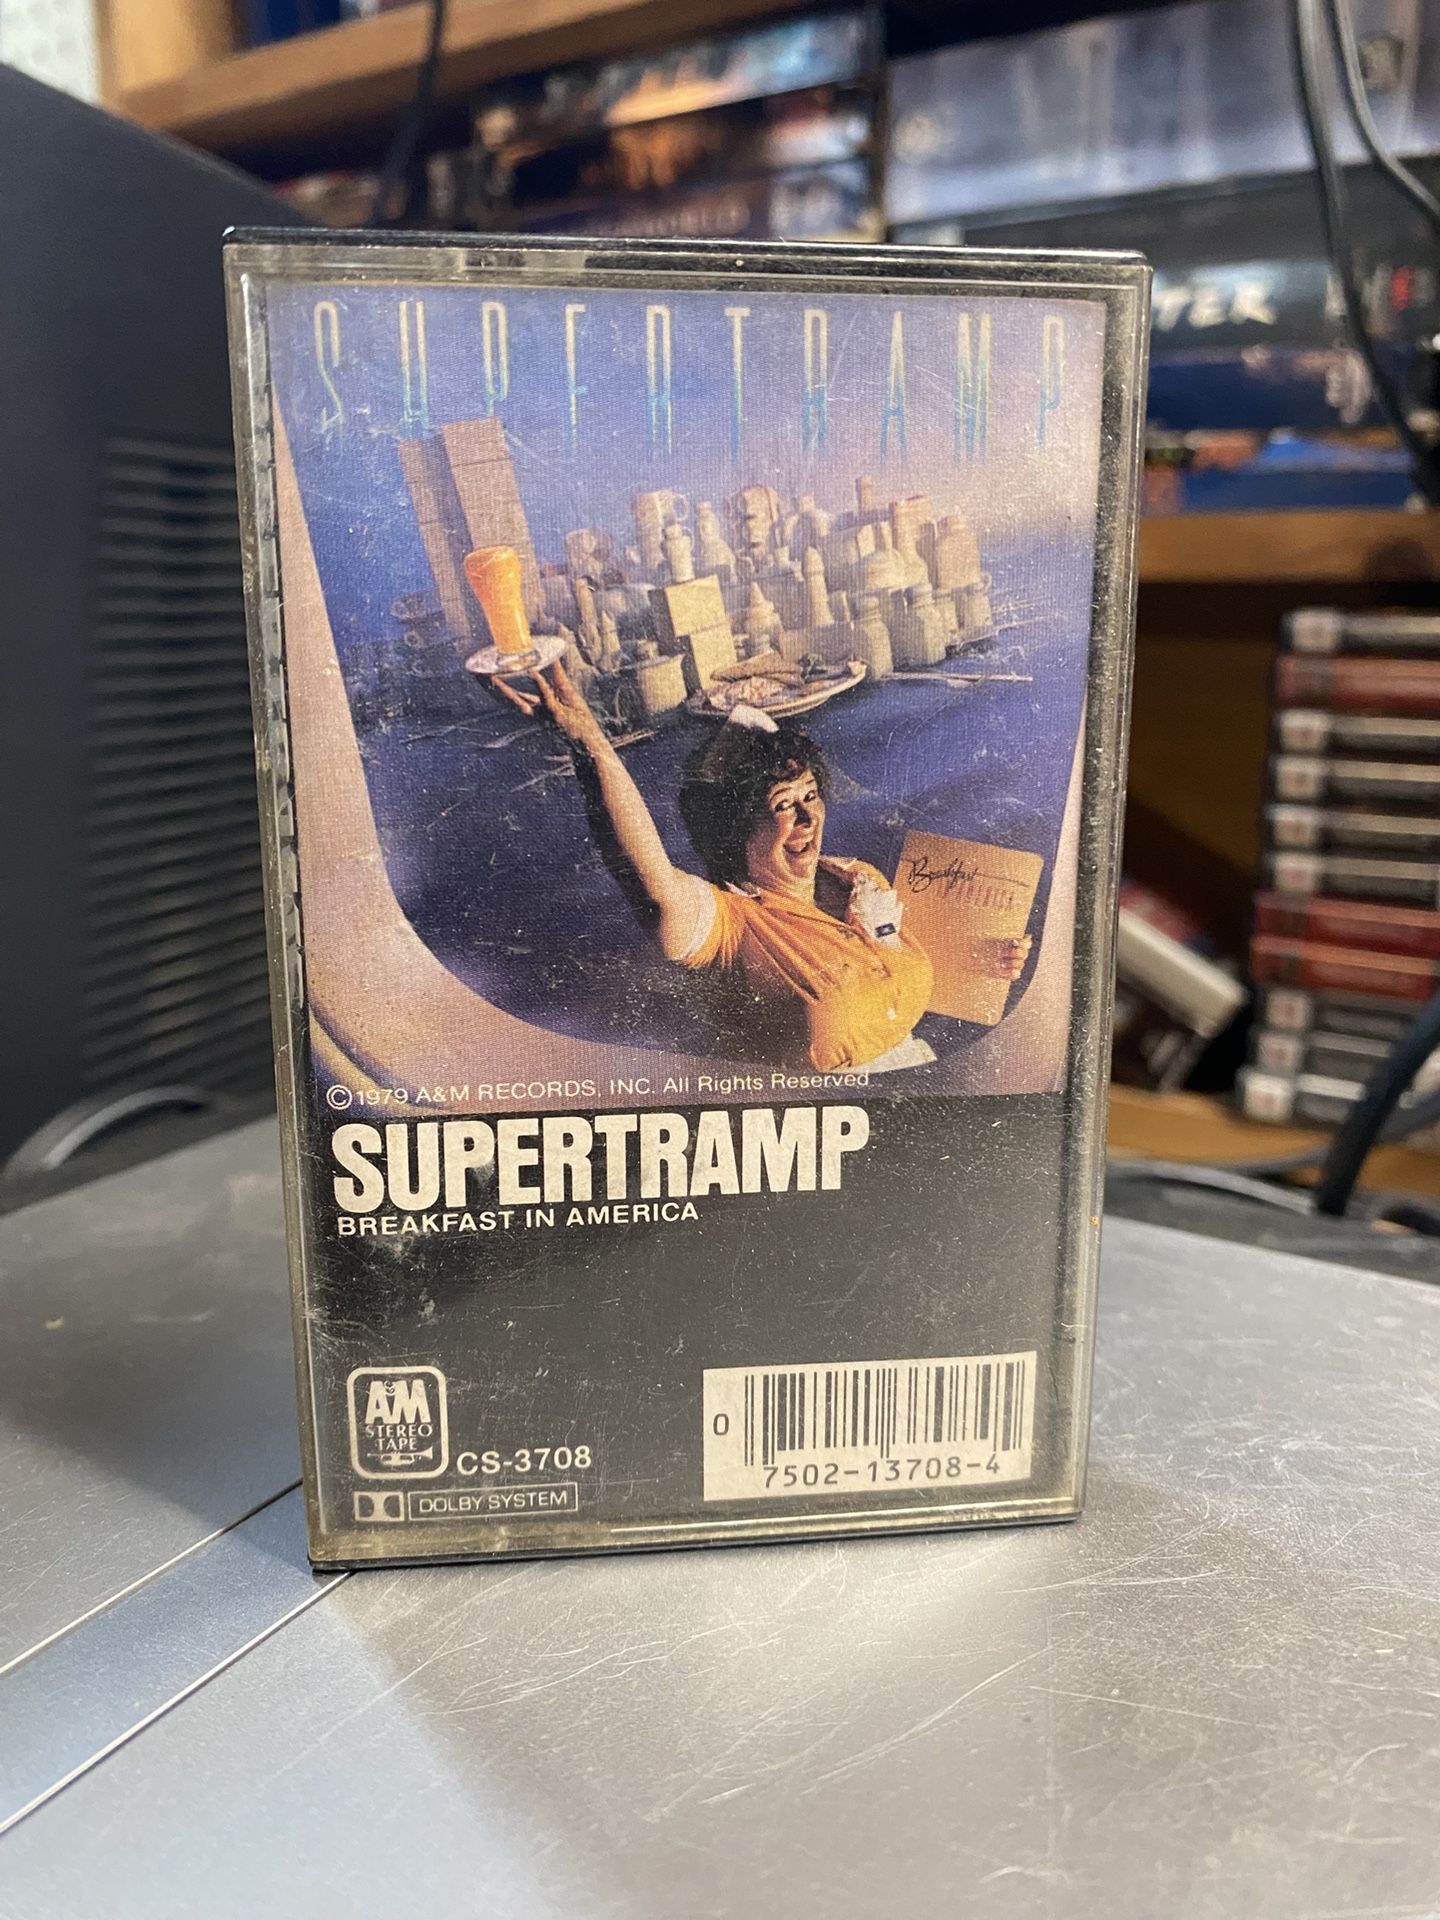 SUPERTRAMP
Breakfast
©1979 A&M RECORDS, INC. All Rights Reserved
SUPERTRAMP
BREAKFAST IN AMERICA
A&M
STEREO
TAPE
CS-3708
DOLBY SYSTEM
0
7502-13708-4